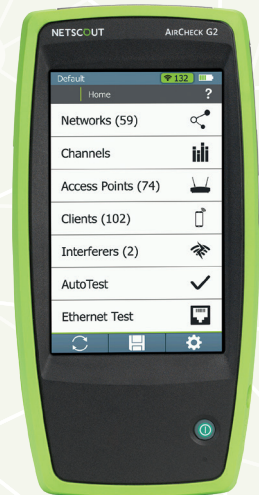 NETSCOUT AIRCHECK G2
Default 132
Home ?
Networks (59)
Channels
Access Points (74)
Clients (102)
Interferers (2)
AutoTest
Ethernet Test